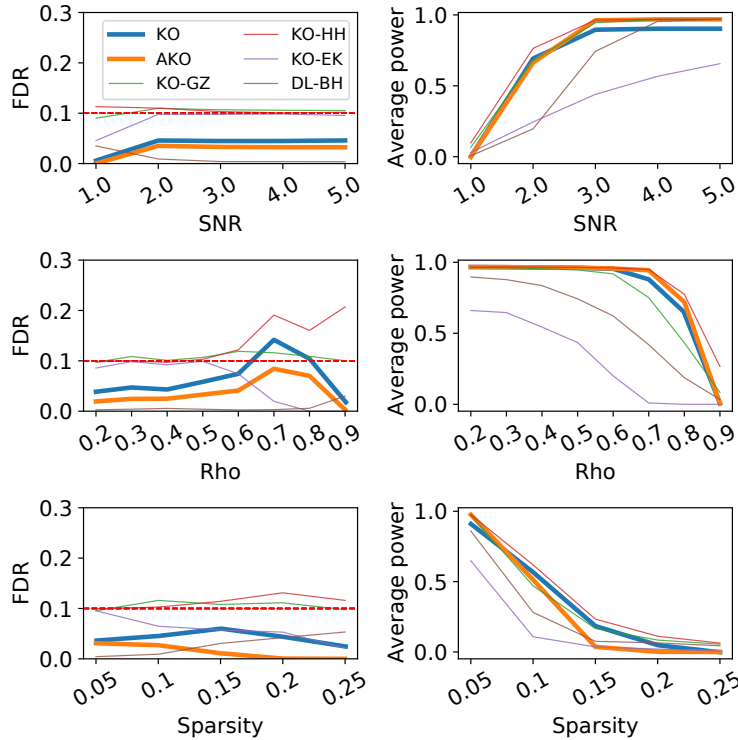 0.3
0.2
0.1
0.0
FDR
KO
AKO
KO-GZ
KO-HH
KO-EK
DL-BH
1.0 2.0 3.0 4.0 5.0
SNR
1.0
0.5
0.0
Average power
1.0 2.0 3.0 4.0 5.0
SNR
0.3
0.2
0.1
0.0
FDR
0.2 0.3 0.4 0.5 0.6 0.7 0.8 0.9
Rho
1.0
0.5
0.0
Average power
0.2 0.3 0.4 0.5 0.6 0.7 0.8 0.9
Rho
0.3
0.2
0.1
0.0
FDR
0.05 0.1 0.15 0.2 0.25
Sparsity
1.0
0.5
0.0
Average power
0.05 0.1 0.15 0.2 0.25
Sparsity